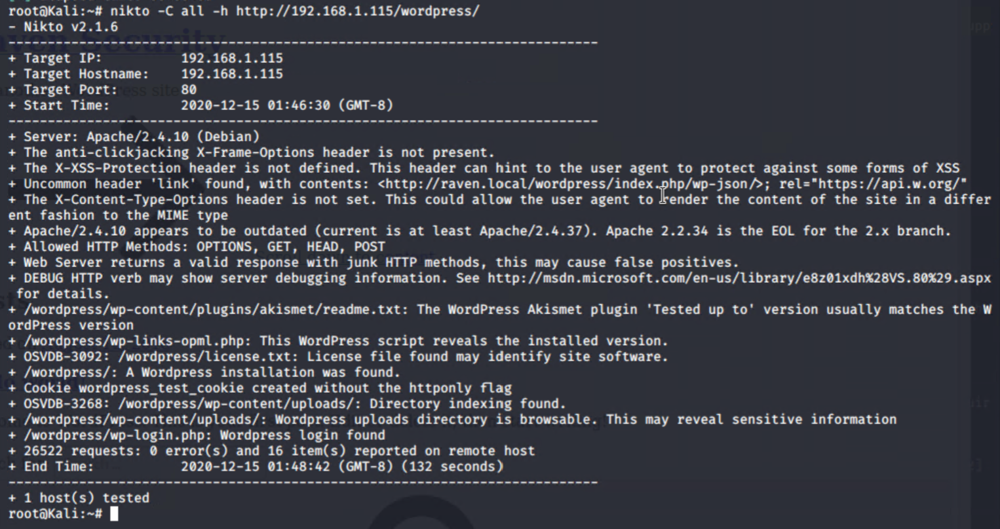 root@Kali:~# nikto -C all -h http://192.168.1.115/wordpress/
- Nikto v2.1.6
---------------------------------------------------------------------------
+ Target IP:          192.168.1.115
+ Target Hostname:    192.168.1.115
+ Target Port:        80
+ Start Time:         2020-12-15 01:46:30 (GMT-8)
---------------------------------------------------------------------------
+ Server: Apache/2.4.10 (Debian)
+ The anti-clickjacking X-Frame-Options header is not present.
+ The X-XSS-Protection header is not defined. This header can hint to the user agent to protect against some forms of XSS
+ Uncommon header 'link' found, with contents: <http://raven.local/wordpress/index.php/wp-json/>; rel="https://api.w.org/"
+ The X-Content-Type-Options header is not set. This could allow the user agent to render the content of the site in a differ
ent fashion to the MIME type
+ Apache/2.4.10 appears to be outdated (current is at least Apache/2.4.37). Apache 2.2.34 is the EOL for the 2.x branch.
+ Allowed HTTP Methods: OPTIONS, GET, HEAD, POST
+ Web Server returns a valid response with junk HTTP methods, this may cause false positives.
+ DEBUG HTTP verb may show server debugging information. See http://msdn.microsoft.com/en-us/library/e8z01xdh%28VS.80%29.aspx
 for details.
+ /wordpress/wp-content/plugins/akismet/readme.txt: The WordPress Akismet plugin 'Tested up to' version usually matches the W
ordPress version
+ /wordpress/wp-links-opml.php: This WordPress script reveals the installed version.
+ OSVDB-3092: /wordpress/license.txt: License file found may identify site software.
+ /wordpress/: A Wordpress installation was found.
+ Cookie wordpress_test_cookie created without the httponly flag
+ OSVDB-3268: /wordpress/wp-content/uploads/: Directory indexing found.
+ /wordpress/wp-content/uploads/: Wordpress uploads directory is browsable. This may reveal sensitive information
+ /wordpress/wp-login.php: Wordpress login found
+ 26522 requests: 0 error(s) and 16 item(s) reported on remote host
+ End Time:           2020-12-15 01:48:42 (GMT-8) (132 seconds)
---------------------------------------------------------------------------
+ 1 host(s) tested
root@Kali:~#